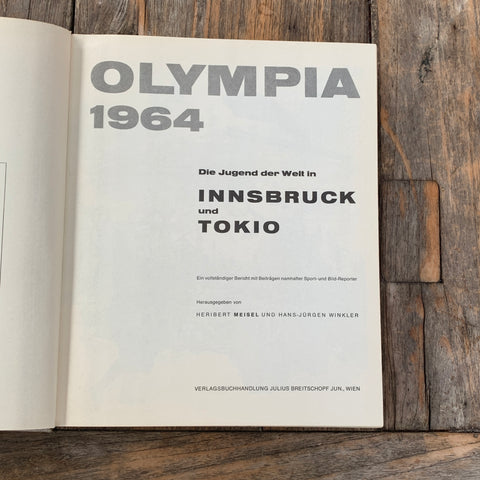 OLYMPIA
1964
Die Jugend der Welt in
INNSBRUCK
und
TOKIO
Ein vollständiger Bericht mit Beiträgen namhafter Sport- und Bild-Reporter
Herausgegeben von
HERIBERT MEISEL UND HANS-JÜRGEN WINKLER
VERLAGSBUCHHANDLUNG JULIUS BREITSCHOPF JUN., WIEN